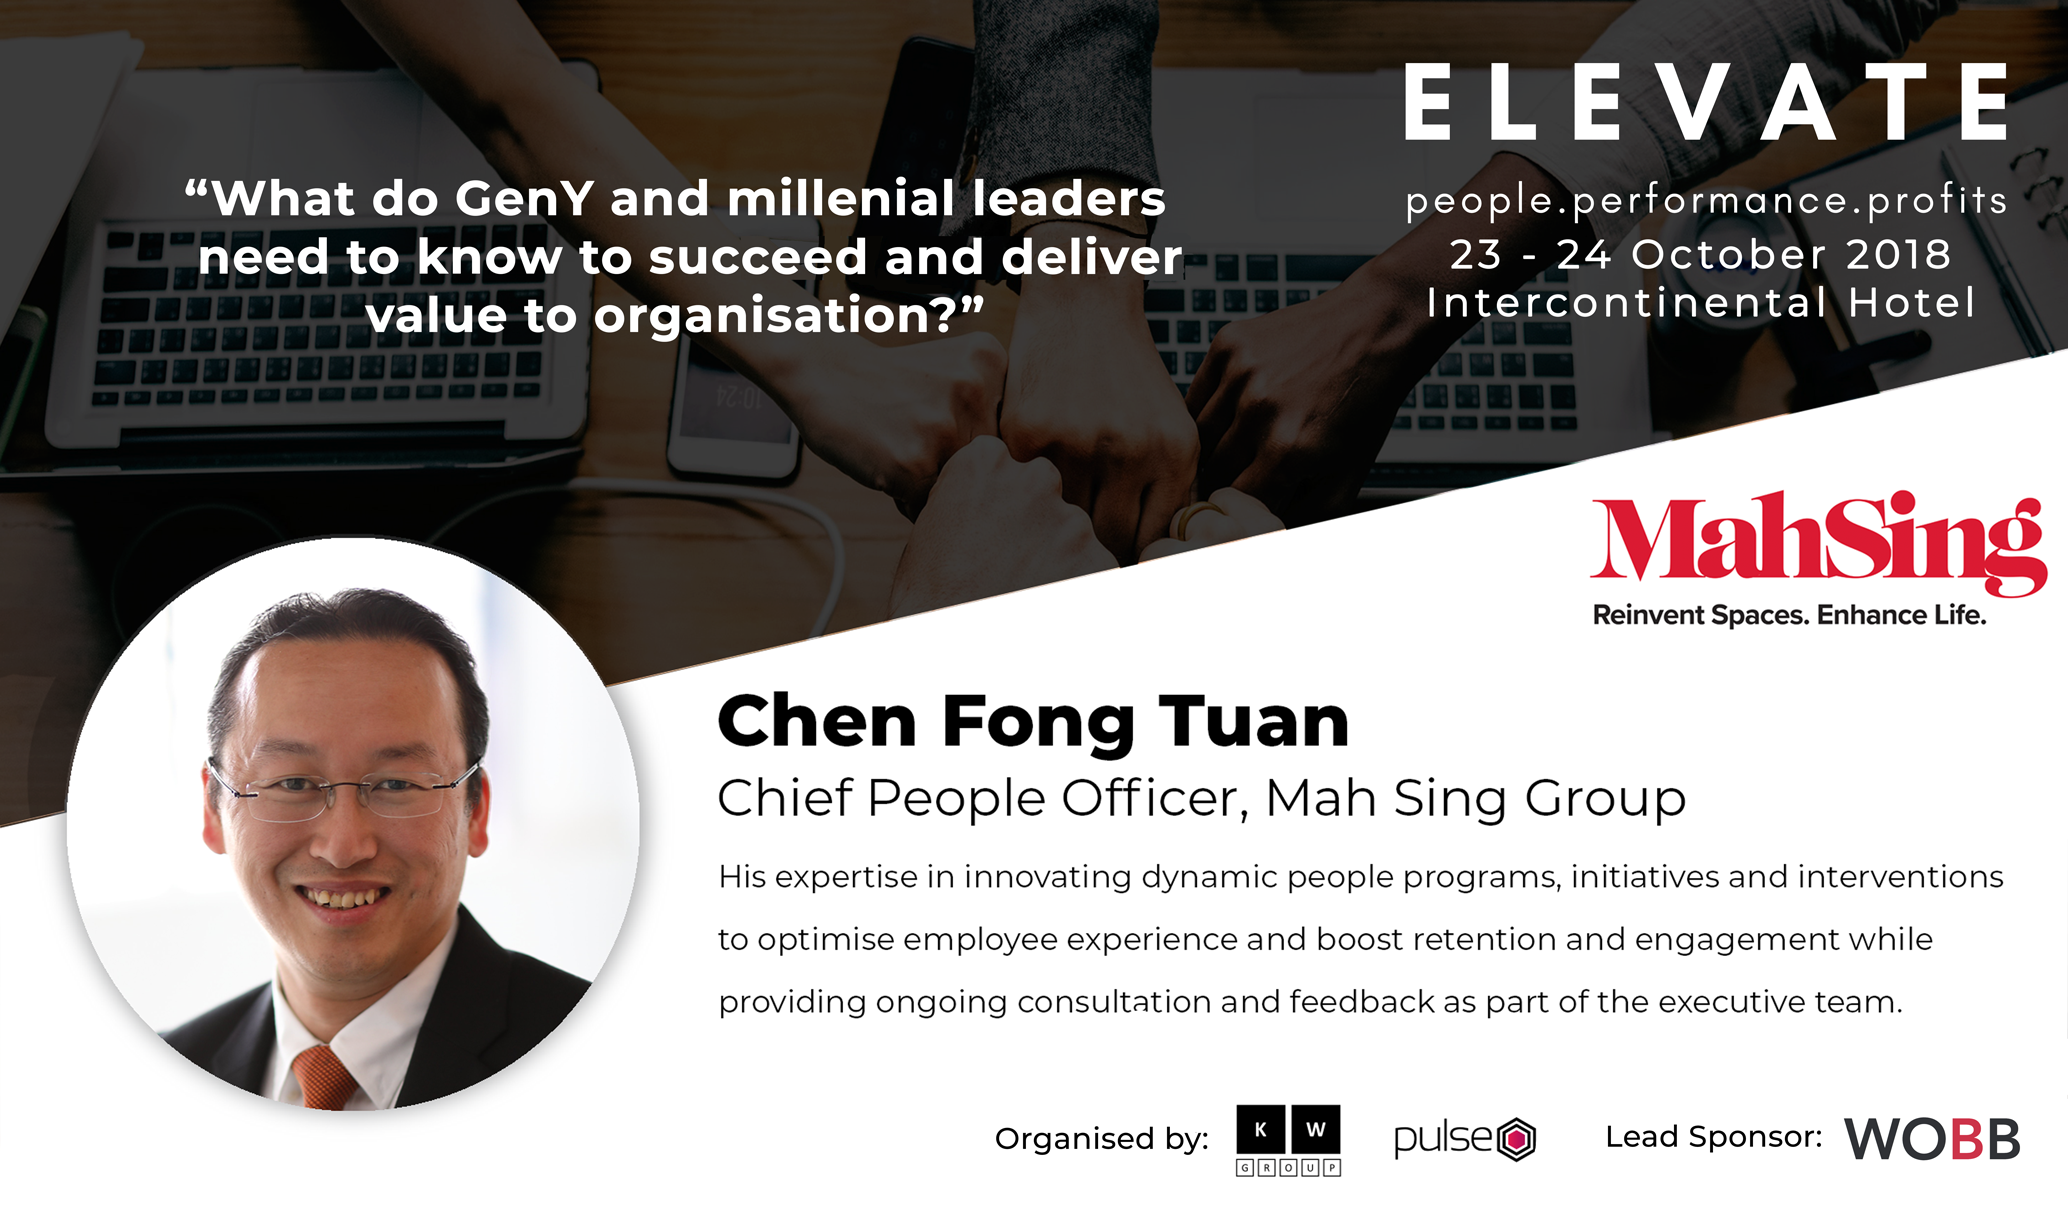 ELEVATE
people.performance.profits
23 - 24 October 2018
Intercontinental Hotel
“What do GenY and millenial leaders
need to know to succeed and deliver
value to organisation?”
10:24
MahSing
Reinvent Spaces. Enhance Life.
Chen Fong Tuan
Chief People Officer, Mah Sing Group
His expertise in innovating dynamic people programs, initiatives and interventions
to optimise employee experience and boost retention and engagement while
providing ongoing consultation and feedback as part of the executive team.
Organised by:
K W
GROUP
pulse
Lead Sponsor:
WOBB